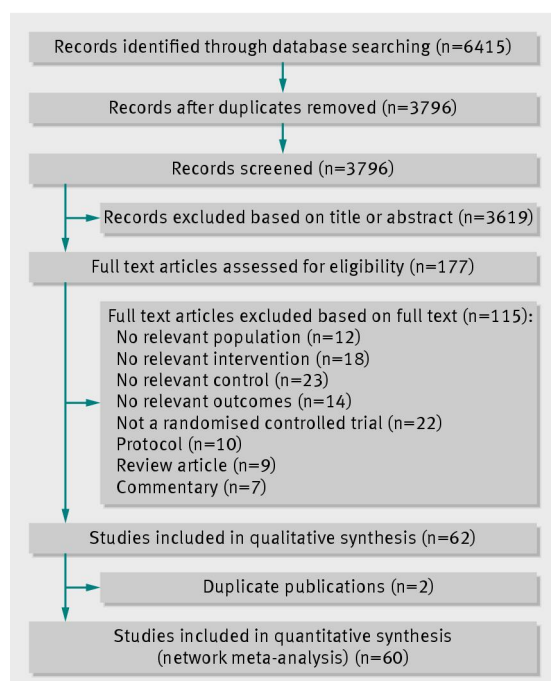 Records identified through database searching (n=6415)
Records after duplicates removed (n=3796)
Records screened (n=3796)
Records excluded based on title or abstract (n=3619)
Full text articles assessed for eligibility (n=177)
Full text articles excluded based on full text (n=115):
No relevant population (n=12)
No relevant intervention (n=18)
No relevant control (n=23)
No relevant outcomes (n=14)
Not a randomised controlled trial (n=22)
Protocol (n=10)
Review article (n=9)
Commentary (n=7)
Studies included in qualitative synthesis (n=62)
Duplicate publications (n=2)
Studies included in quantitative synthesis
(network meta-analysis) (n=60)